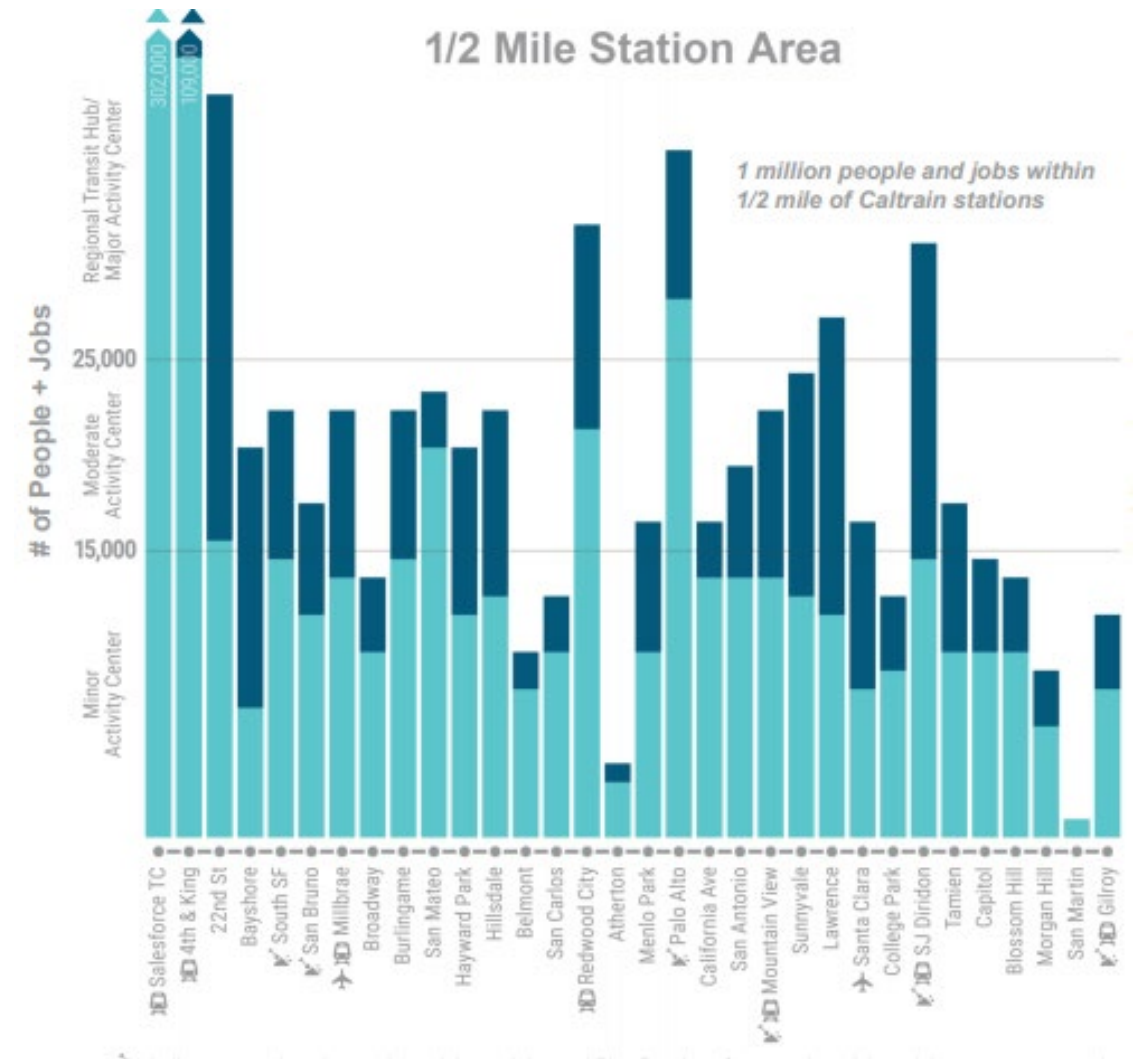 1/2 Mile Station Area
302,000
109,000
1 million people and jobs within
1/2 mile of Caltrain stations
# of People + Jobs
Regional Transit Hub/
Major Activity Center
25,000
Moderate
Activity Center
15,000
Minor
Activity Center
Salesforce TC
4th & King
22nd St
Bayshore
South SF
San Bruno
Millbrae
Broadway
Burlingame
San Mateo
Hayward Park
Hillsdale
Belmont
San Carlos
Redwood City
Atherton
Menlo Park
Palo Alto
California Ave
San Antonio
Mountain View
Sunnyvale
Lawrence
Santa Clara
College Park
SJ Diridon
Tamien
Capitol
Blossom Hill
Morgan Hill
San Martin
Gilroy